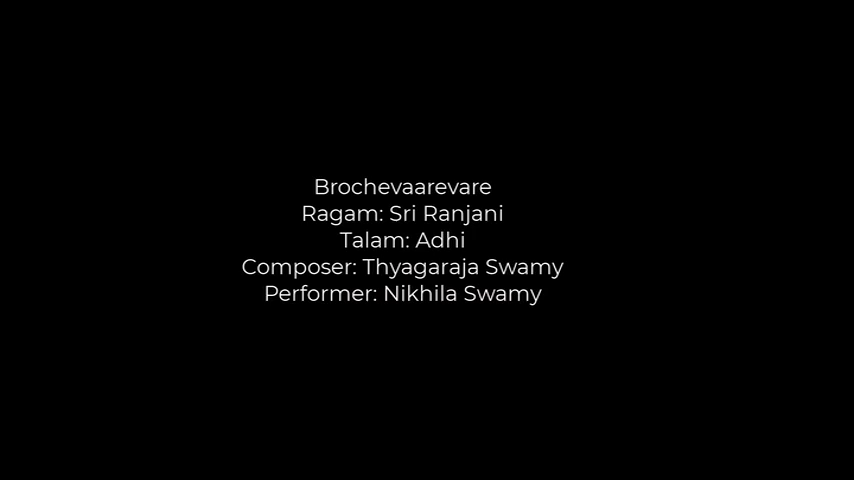 Brochevaarevare
Ragam: Sri Ranjani
Talam: Adhi
Composer: Thyagaraja Swamy
Performer: Nikhila Swamy